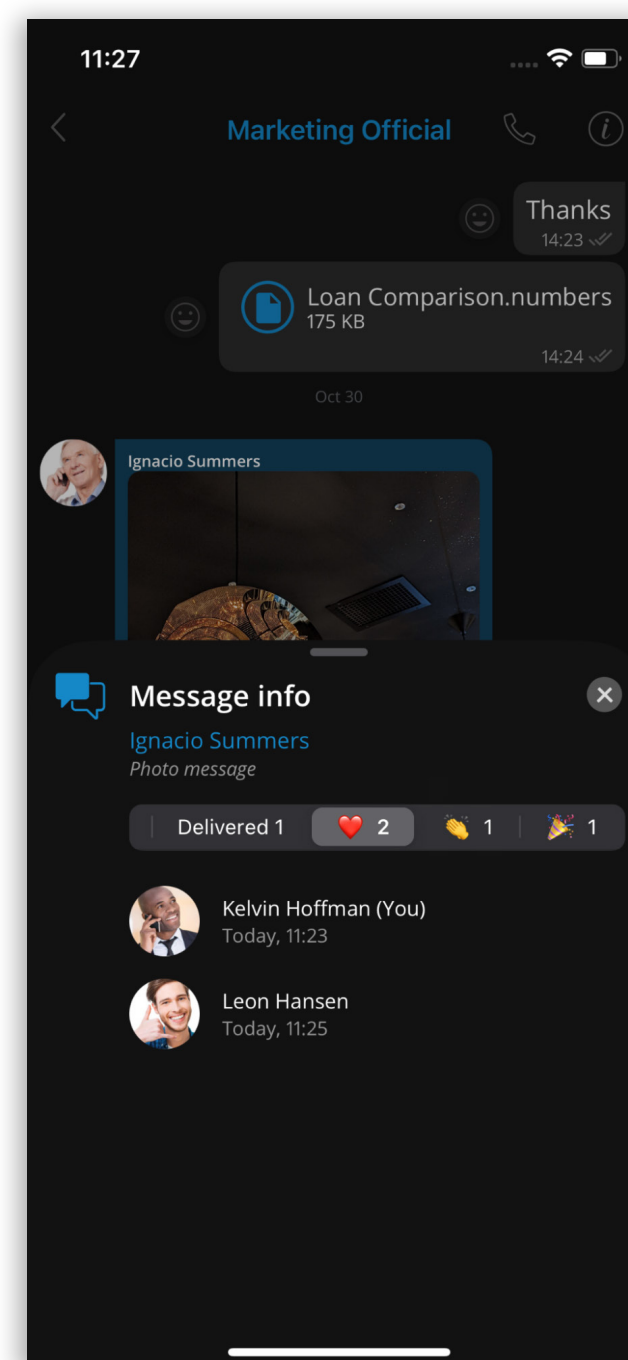 11:27
Marketing Official
Thanks
14:23
Loan Comparison.numbers
175 KB
14:24
Oct 30
Ignacio Summers
Message info
Ignacio Summers
Photo message
Delivered 1 ❤️ 2 👏 1 🎉 1
Kelvin Hoffman (You)
Today, 11:23
Leon Hansen
Today, 11:25